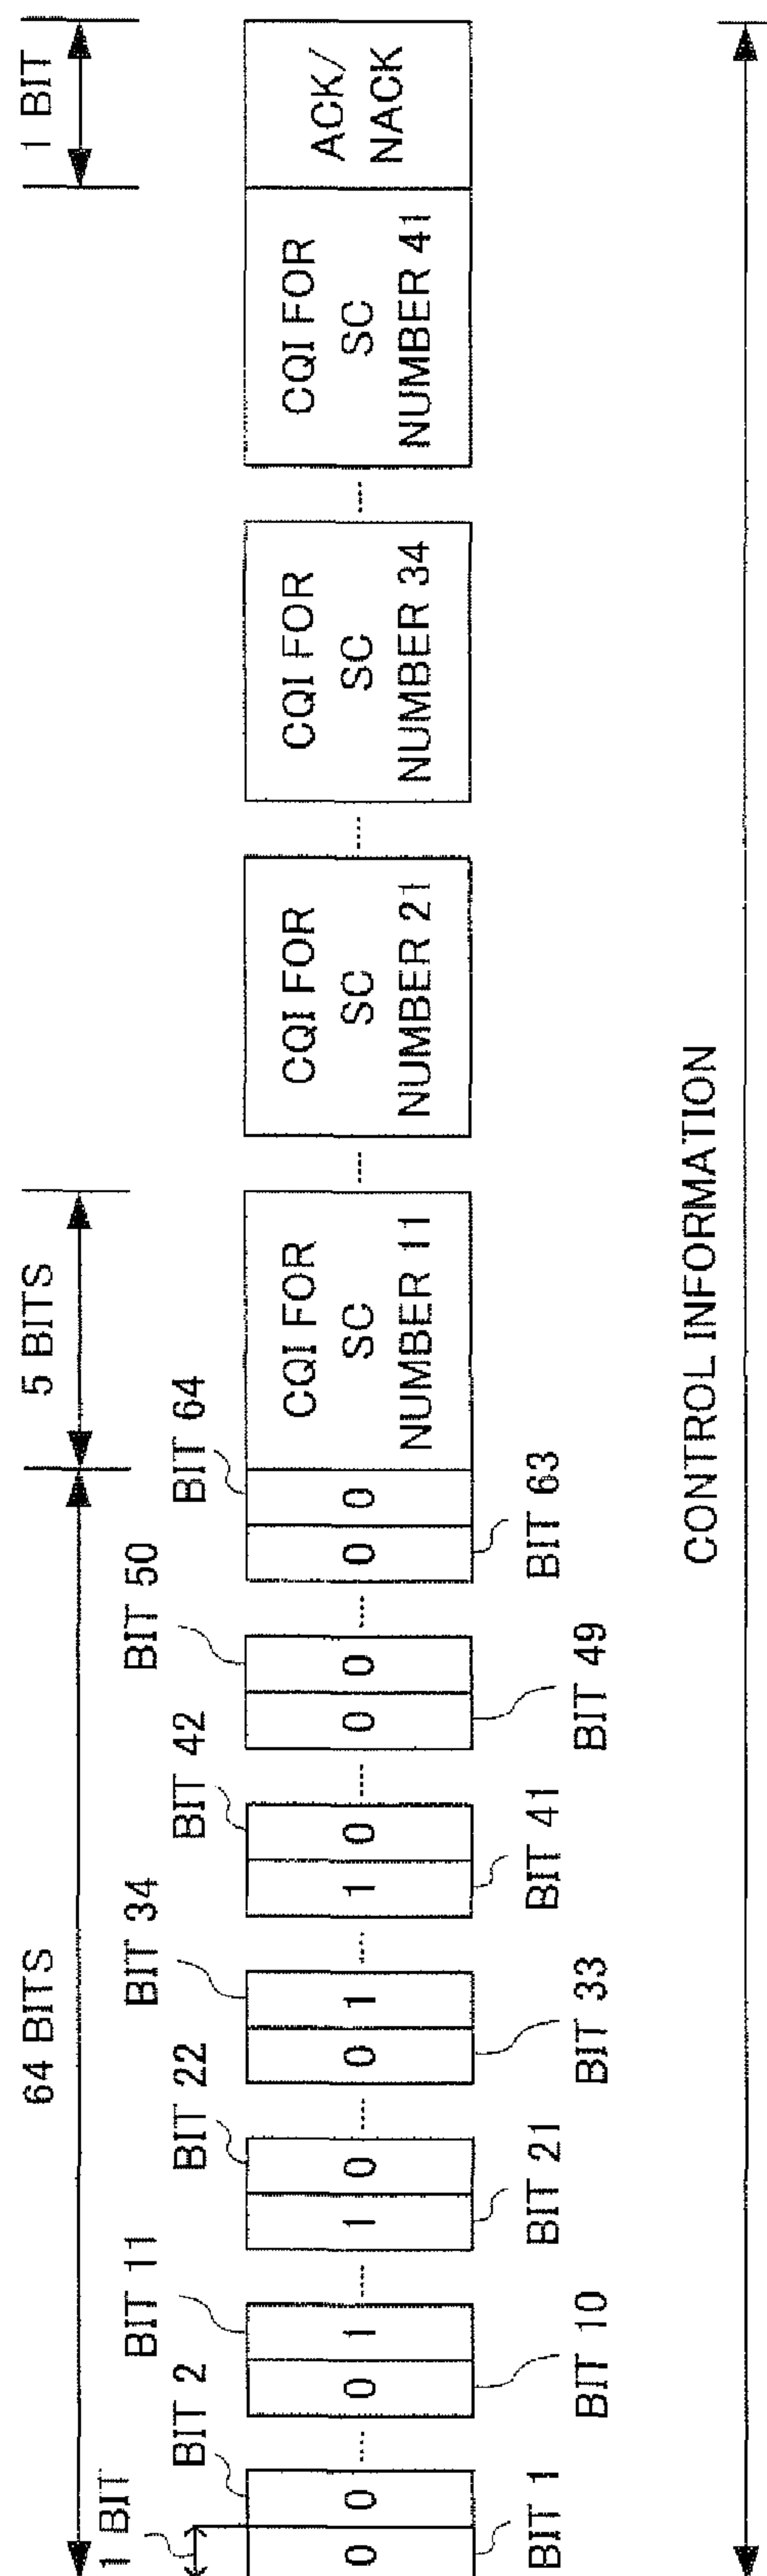 64 BITS
5 BITS
1 BIT
1 BIT
BIT 2
BIT 11
BIT 22
BIT 34
BIT 42
BIT 50
BIT 64
0 0
0 1
1 0
0 1
1 0
0 0
0 0
CQI FOR
SC
NUMBER 11
CQI FOR
SC
NUMBER 21
CQI FOR
SC
NUMBER 34
CQI FOR
SC
NUMBER 41
ACK/
NACK
BIT 1
BIT 10
BIT 21
BIT 33
BIT 41
BIT 49
BIT 63
CONTROL INFORMATION